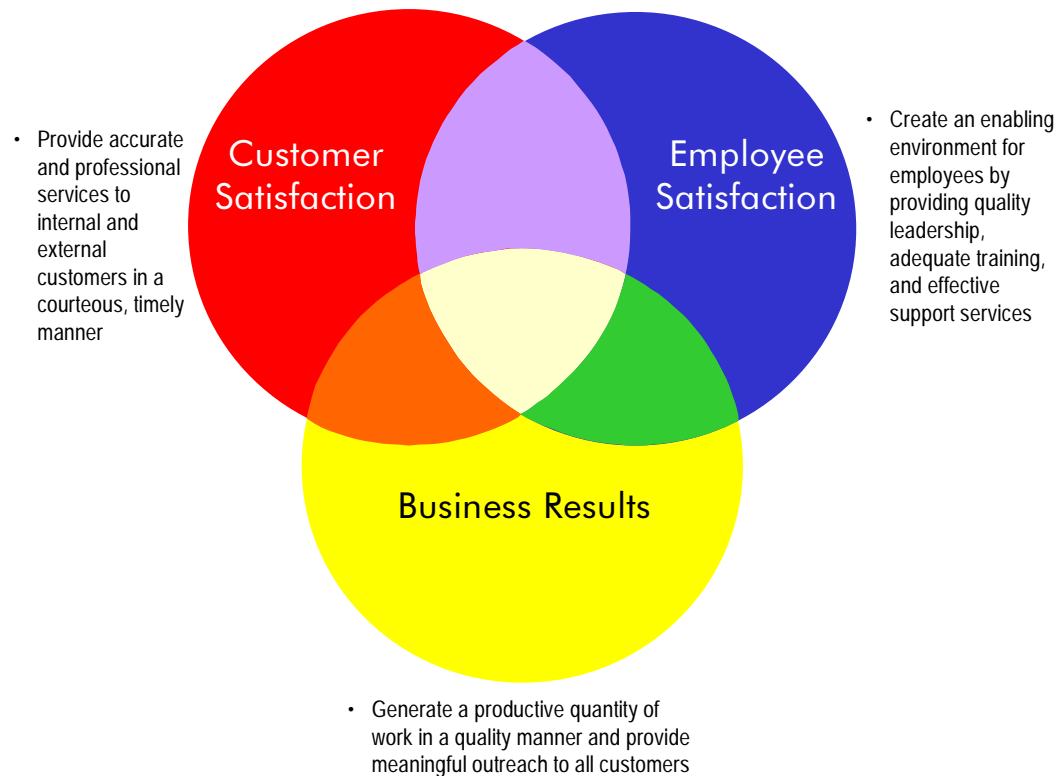 Customer
Satisfaction
Employee
Satisfaction
• Provide accurate
and professional
services to
internal and
external
customers in a
courteous, timely
manner
• Create an enabling
environment for
employees by
providing quality
leadership,
adequate training,
and effective
support services
Business Results
• Generate a productive quantity of
work in a quality manner and provide
meaningful outreach to all customers